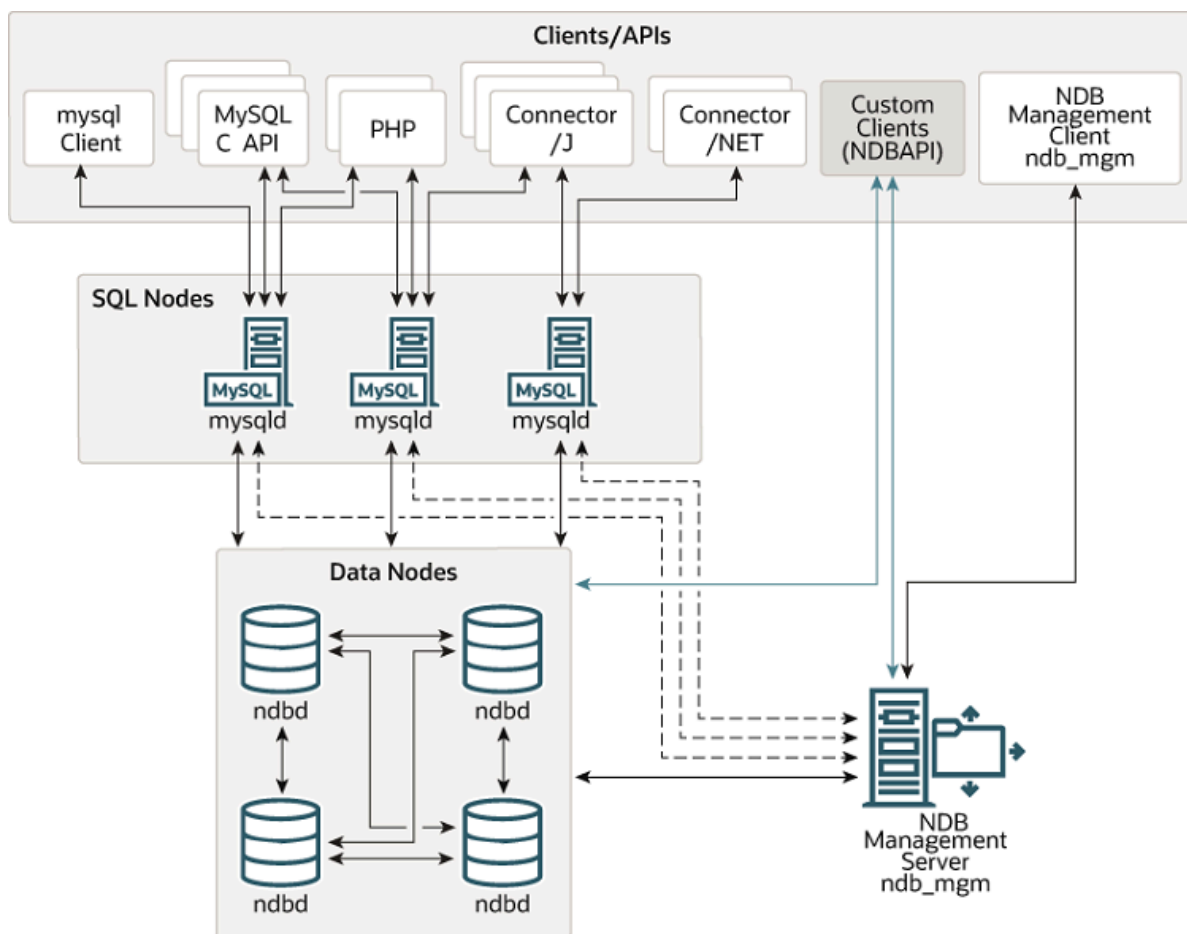 Clients/APIs
mysql
Client
MySQL
C API
PHP
Connector
/J
Connector
/NET
Custom
Clients
(NDBAPI)
NDB
Management
Client
ndb_mgm
SQL Nodes
MySQL
mysqld
MySQL
mysqld
MySQL
mysqld
Data Nodes
ndbd
ndbd
ndbd
ndbd
NDB
Management
Server
ndb_mgm